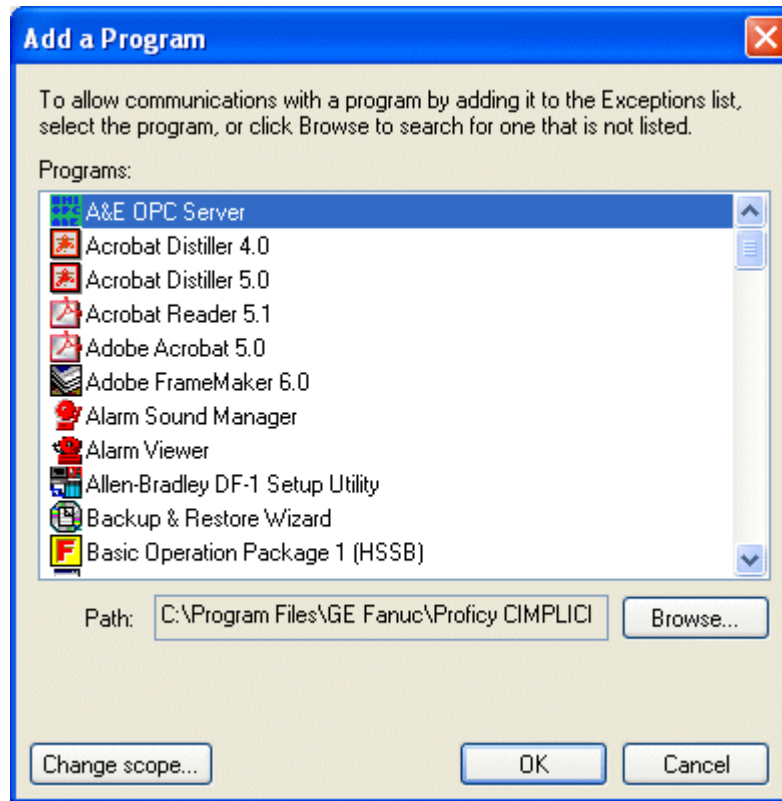 Add a Program
To allow communications with a program by adding it to the Exceptions list,
select the program, or click Browse to search for one that is not listed.
Programs:
A&E OPC Server
Acrobat Distiller 4.0
Acrobat Distiller 5.0
Acrobat Reader 5.1
Adobe Acrobat 5.0
Adobe FrameMaker 6.0
Alarm Sound Manager
Alarm Viewer
Allen-Bradley DF-1 Setup Utility
Backup & Restore Wizard
Basic Operation Package 1 (HSSB)
Path: C:\Program Files\GE Fanuc\Proficy CIMPLICI Browse...
Change scope... OK Cancel